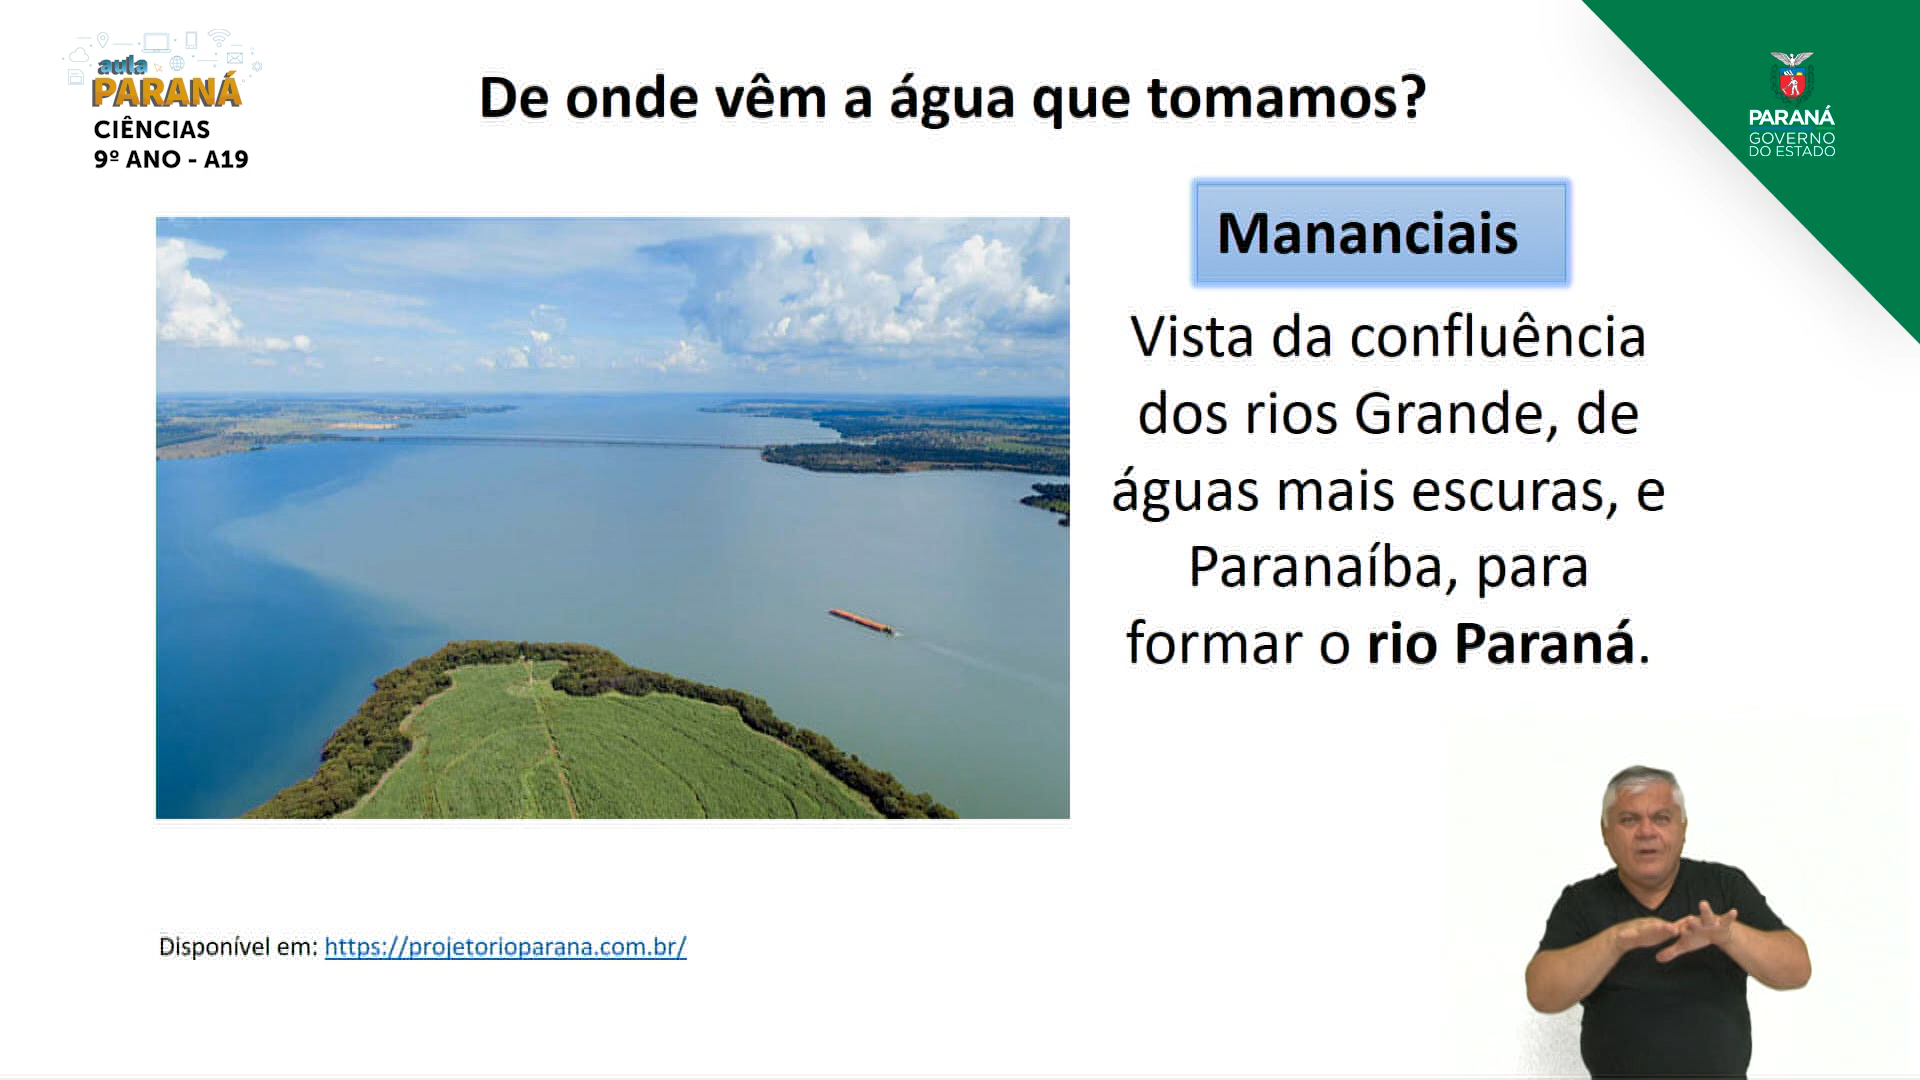 aula
PARANÁ
CIÊNCIAS
9º ANO - A19
De onde vêm a água que tomamos?
PARANÁ
GOVERNO
DO ESTADO
Mananciais
Vista da confluência
dos rios Grande, de
águas mais escuras, e
Paranaíba, para
formar o rio Paraná.
Disponível em: https://projetorioparana.com.br/